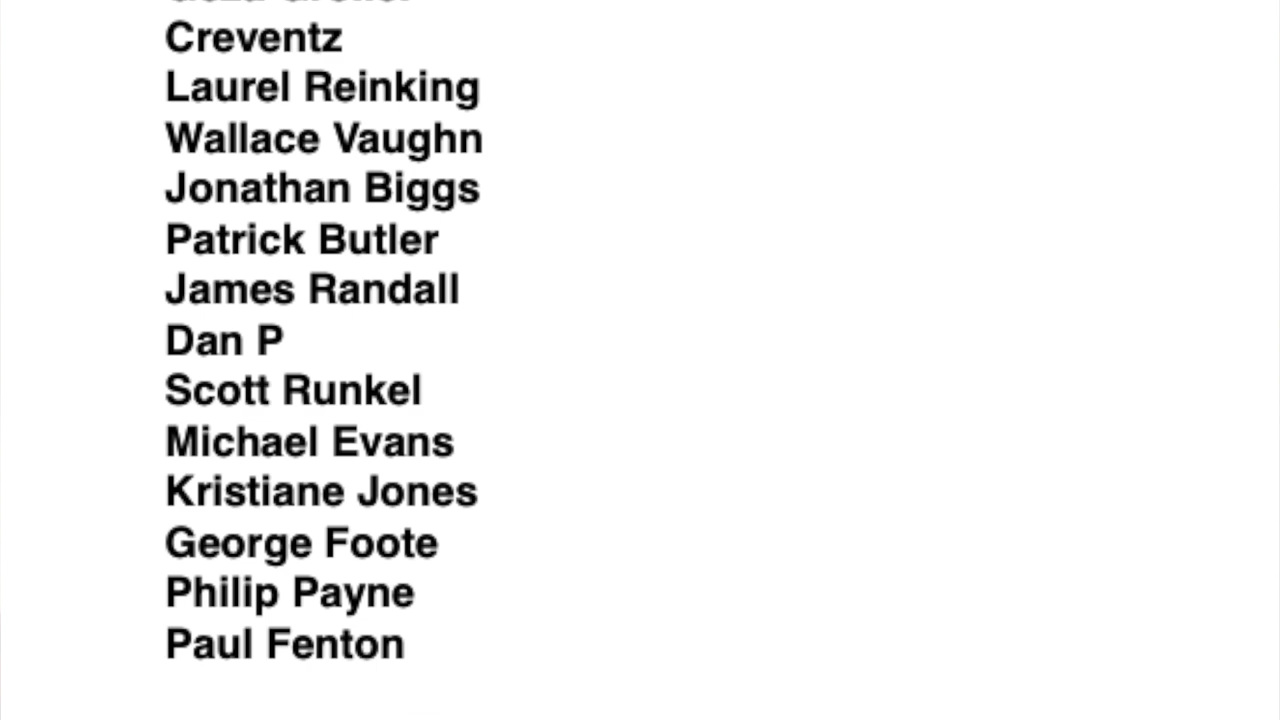 Creventz
Laurel Reinking
Wallace Vaughn
Jonathan Biggs
Patrick Butler
James Randall
Dan P
Scott Runkel
Michael Evans
Kristiane Jones
George Foote
Philip Payne
Paul Fenton